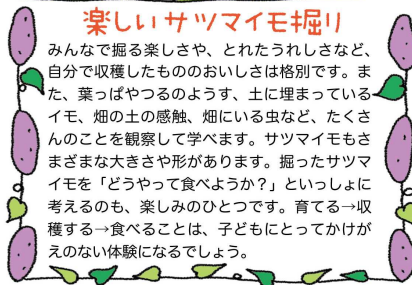 楽しいサツマイモ掘り
みんなで掘る楽しさや、とれたうれしさなど、
自分で収穫したもののおいしさは格別です。ま
た、葉っぱやつるのようす、土に埋まっている
イモ、畑の土の感触、畑にいる虫など、たくさ
んのことを観察して学べます。サツマイモもさ
まざまな大きさや形があります。掘ったサツマ
イモを「どうやって食べようか？」といっしょに
考えるのも、楽しみのひとつです。育てる→収
穫する→食べることは、子どもにとってかけが
えのない体験になるでしょう。